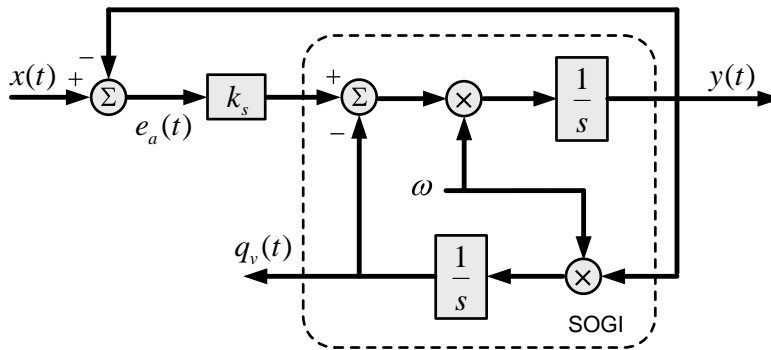 −
x(t)
+
Σ
e_a(t)
k_s
+
Σ
−
×
1/s
y(t)
ω
q_v(t)
1/s
×
SOGI